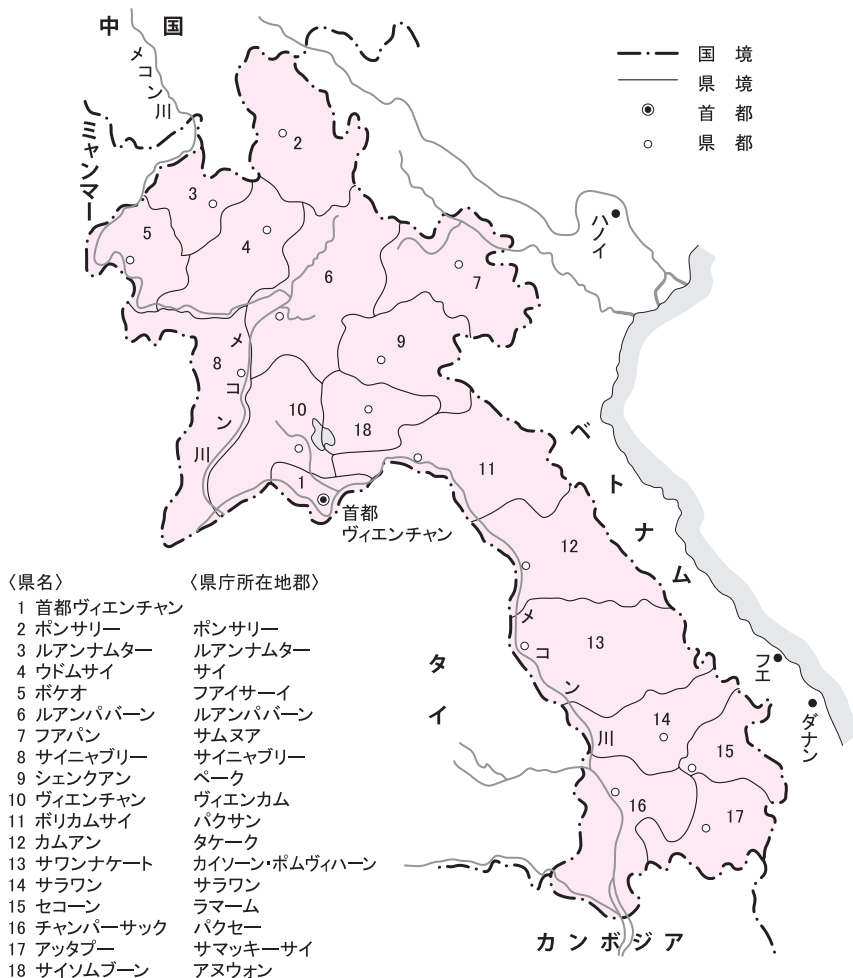 中国
メコン川
ミャンマー
国境
県境
首都
県都
ハノイ
2
3
4
5
6
7
8
9
10
18
11
1
メコン川
首都
ヴィエンチャン
ベトナム
12
メコン川
13
タイ
フエ
ダナン
14
15
16
17
カンボジア
〈県名〉 〈県庁所在地郡〉
1 首都ヴィエンチャン
2 ポンサリー ポンサリー
3 ルアンナムター ルアンナムター
4 ウドムサイ サイ
5 ボケオ フアイサーイ
6 ルアンパバーン ルアンパバーン
7 フアパン サムヌア
8 サイニャブリー サイニャブリー
9 シェンクアン ペーク
10 ヴィエンチャン ヴィエンカム
11 ボリカムサイ パクサン
12 カムアン タケーク
13 サワンナケート カイソーン・ポムヴィハーン
14 サラワン サラワン
15 セコーン ラマーム
16 チャンパーサック パクセー
17 アッタプー サマッキーサイ
18 サイソムブーン アヌウォン